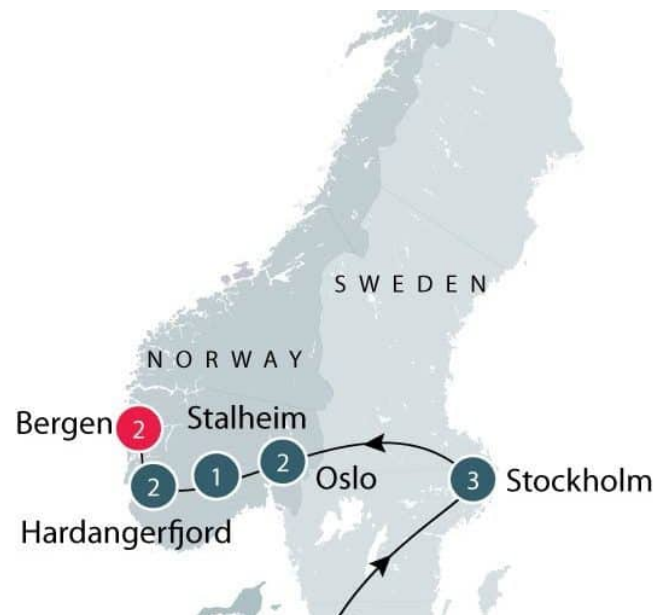 SWEDEN
NORWAY
Bergen
2
Stalheim
2
1
2
Oslo
3
Stockholm
Hardangerfjord